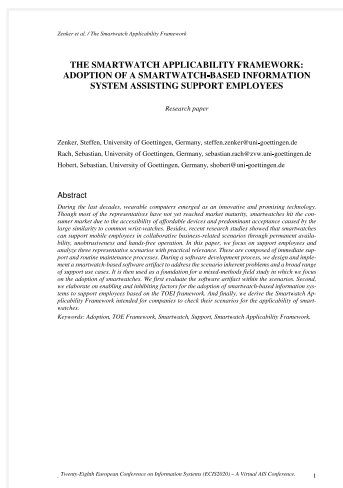 Zenker et al. / The Smartwatch Applicability Framework
THE SMARTWATCH APPLICABILITY FRAMEWORK:
ADOPTION OF A SMARTWATCH-BASED INFORMATION
SYSTEM ASSISTING SUPPORT EMPLOYEES
Research paper
Zenker, Steffen, University of Goettingen, Germany, steffen.zenker@uni-goettingen.de
Rach, Sebastian, University of Goettingen, Germany, sebastian.rach@zvw.uni-goettingen.de
Hobert, Sebastian, University of Goettingen, Germany, shobert@uni-goettingen.de
Abstract
During the last decades, wearable computers emerged as an innovative and promising technology.
Though most of the representatives have not yet reached market maturity, smartwatches hit the con-
sumer market due to the accessibility of affordable devices and predominant acceptance caused by the
large similarity to common wrist-watches. Besides, recent research studies showed that smartwatches
can support mobile employees in collaborative business-related scenarios through permanent availa-
bility, unobtrusiveness and hands-free operation. In this paper, we focus on support employees and
analyze three representative scenarios with practical relevance. These are composed of immediate sup-
port and routine maintenance processes. During a software development process, we design and imple-
ment a smartwatch-based software artifact to address the scenario inherent problems and a broad range
of support use cases. It is then used as a foundation for a mixed-methods field study in which we focus
on the adoption of smartwatches. We first evaluate the software artifact within the scenarios. Second,
we elaborate on enabling and inhibiting factors for the adoption of smartwatch-based information sys-
tems to support employees based on the TOEI framework. And finally, we derive the Smartwatch Ap-
plicability Framework intended for companies to check their scenarios for the applicability of smart-
watches.
Keywords: Adoption, TOE Framework, Smartwatch, Support, Smartwatch Applicability Framework.
Twenty-Eighth European Conference on Information Systems (ECIS2020) – A Virtual AIS Conference. 1